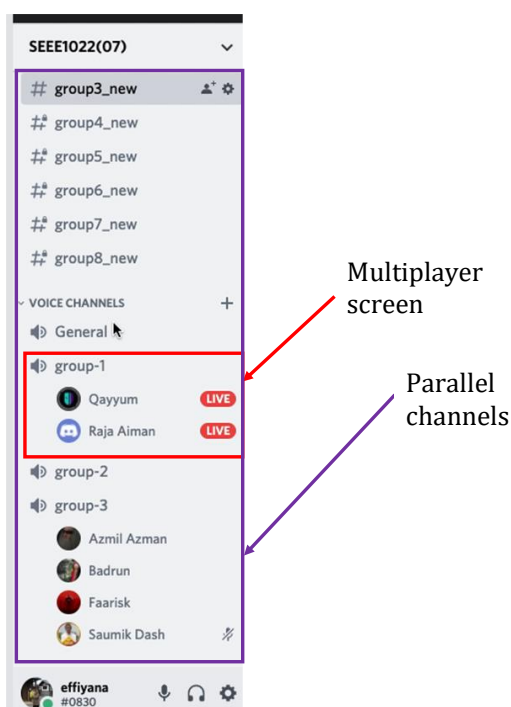 SEEE1022(07)
group3_new
group4_new
group5_new
group6_new
group7_new
group8_new
VOICE CHANNELS
General
group-1
Qayyum LIVE
Raja Aiman LIVE
group-2
group-3
Azmil Azman
Badrun
Faarisk
Saumik Dash
effiyana
#0830
Multiplayer
screen
Parallel
channels